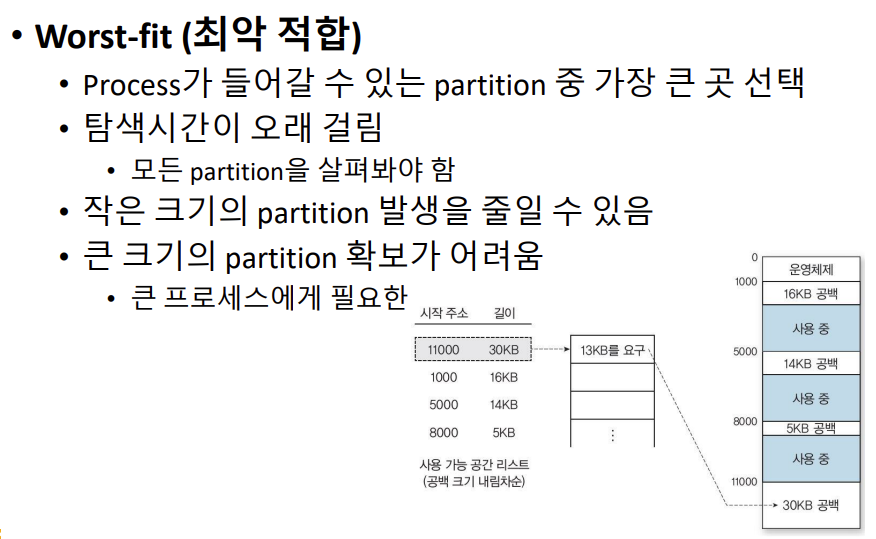 • Worst-fit (최악 적합)
• Process가 들어갈 수 있는 partition 중 가장 큰 곳 선택
• 탐색시간이 오래 걸림
• 모든 partition을 살펴봐야 함
• 작은 크기의 partition 발생을 줄일 수 있음
• 큰 크기의 partition 확보가 어려움
• 큰 프로세스에게 필요한
시작 주소 길이
11000 30KB
1000 16KB
5000 14KB
8000 5KB
사용 가능 공간 리스트
(공백 크기 내림차순)
13KB를 요구
⋮
0
운영체제
1000
16KB 공백
사용 중
5000
14KB 공백
사용 중
8000
5KB 공백
사용 중
11000
30KB 공백